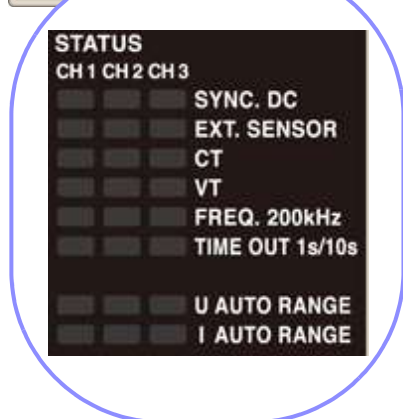 STATUS
CH 1 CH 2 CH 3
SYNC. DC
EXT. SENSOR
CT
VT
FREQ. 200kHz
TIME OUT 1s/10s
U AUTO RANGE
I AUTO RANGE